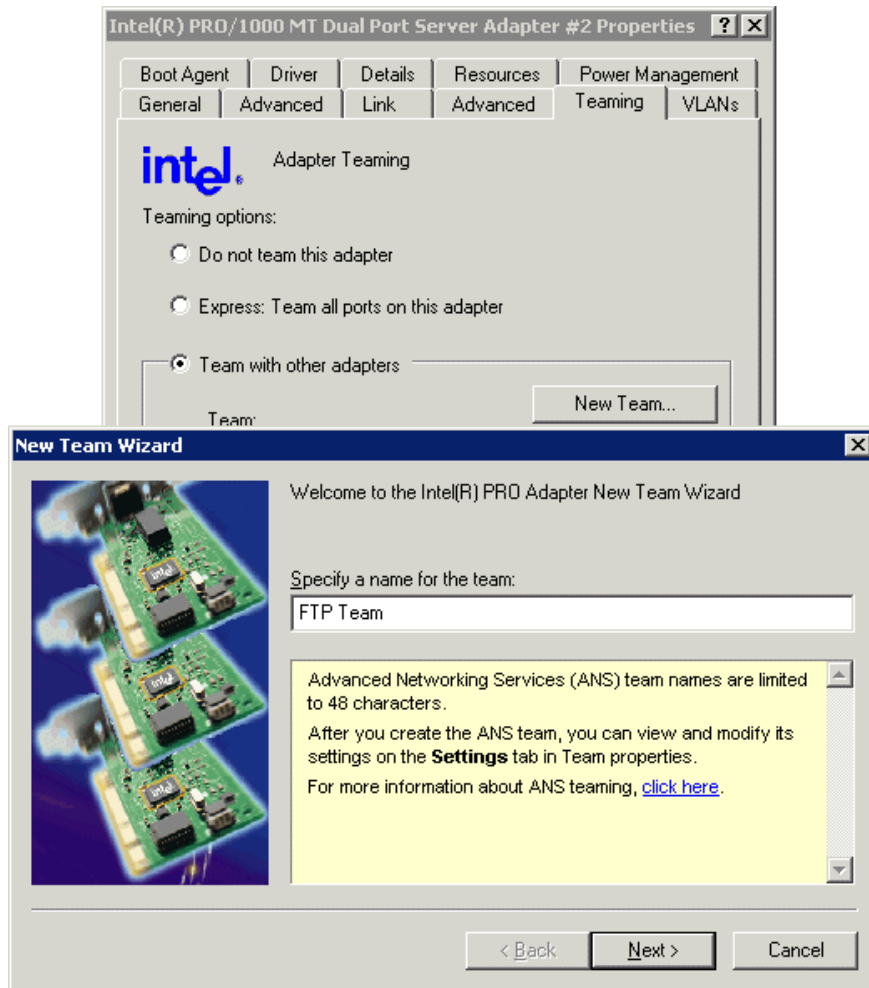 Intel(R) PRO/1000 MT Dual Port Server Adapter #2 Properties
Boot Agent Driver Details Resources Power Management
General Advanced Link Advanced Teaming VLANs
intel®
Adapter Teaming
Teaming options:
Do not team this adapter
Express: Team all ports on this adapter
Team with other adapters
New Team...
Team:
New Team Wizard
Welcome to the Intel(R) PRO Adapter New Team Wizard
Specify a name for the team:
FTP Team
Advanced Networking Services (ANS) team names are limited
to 48 characters.
After you create the ANS team, you can view and modify its
settings on the Settings tab in Team properties.
For more information about ANS teaming, click here.
intel
intel
intel
< Back Next > Cancel